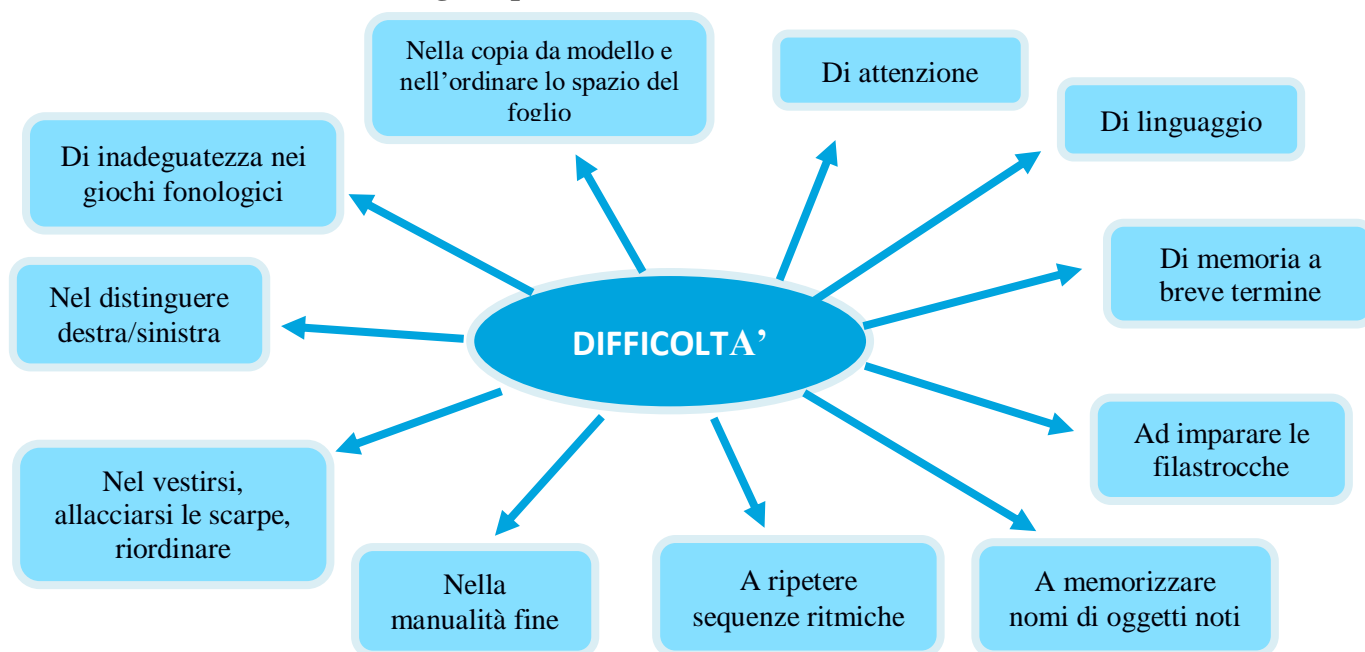 Nella copia da modello e
nell'ordinare lo spazio del
foglio
Di attenzione
Di linguaggio
Di inadeguatezza nei
giochi fonologici
Di memoria a
breve termine
Nel distinguere
destra/sinistra
DIFFICOLTA'
Ad imparare le
filastrocche
Nel vestirsi,
allacciarsi le scarpe,
riordinare
Nella
manualità fine
A ripetere
sequenze ritmiche
A memorizzare
nomi di oggetti noti